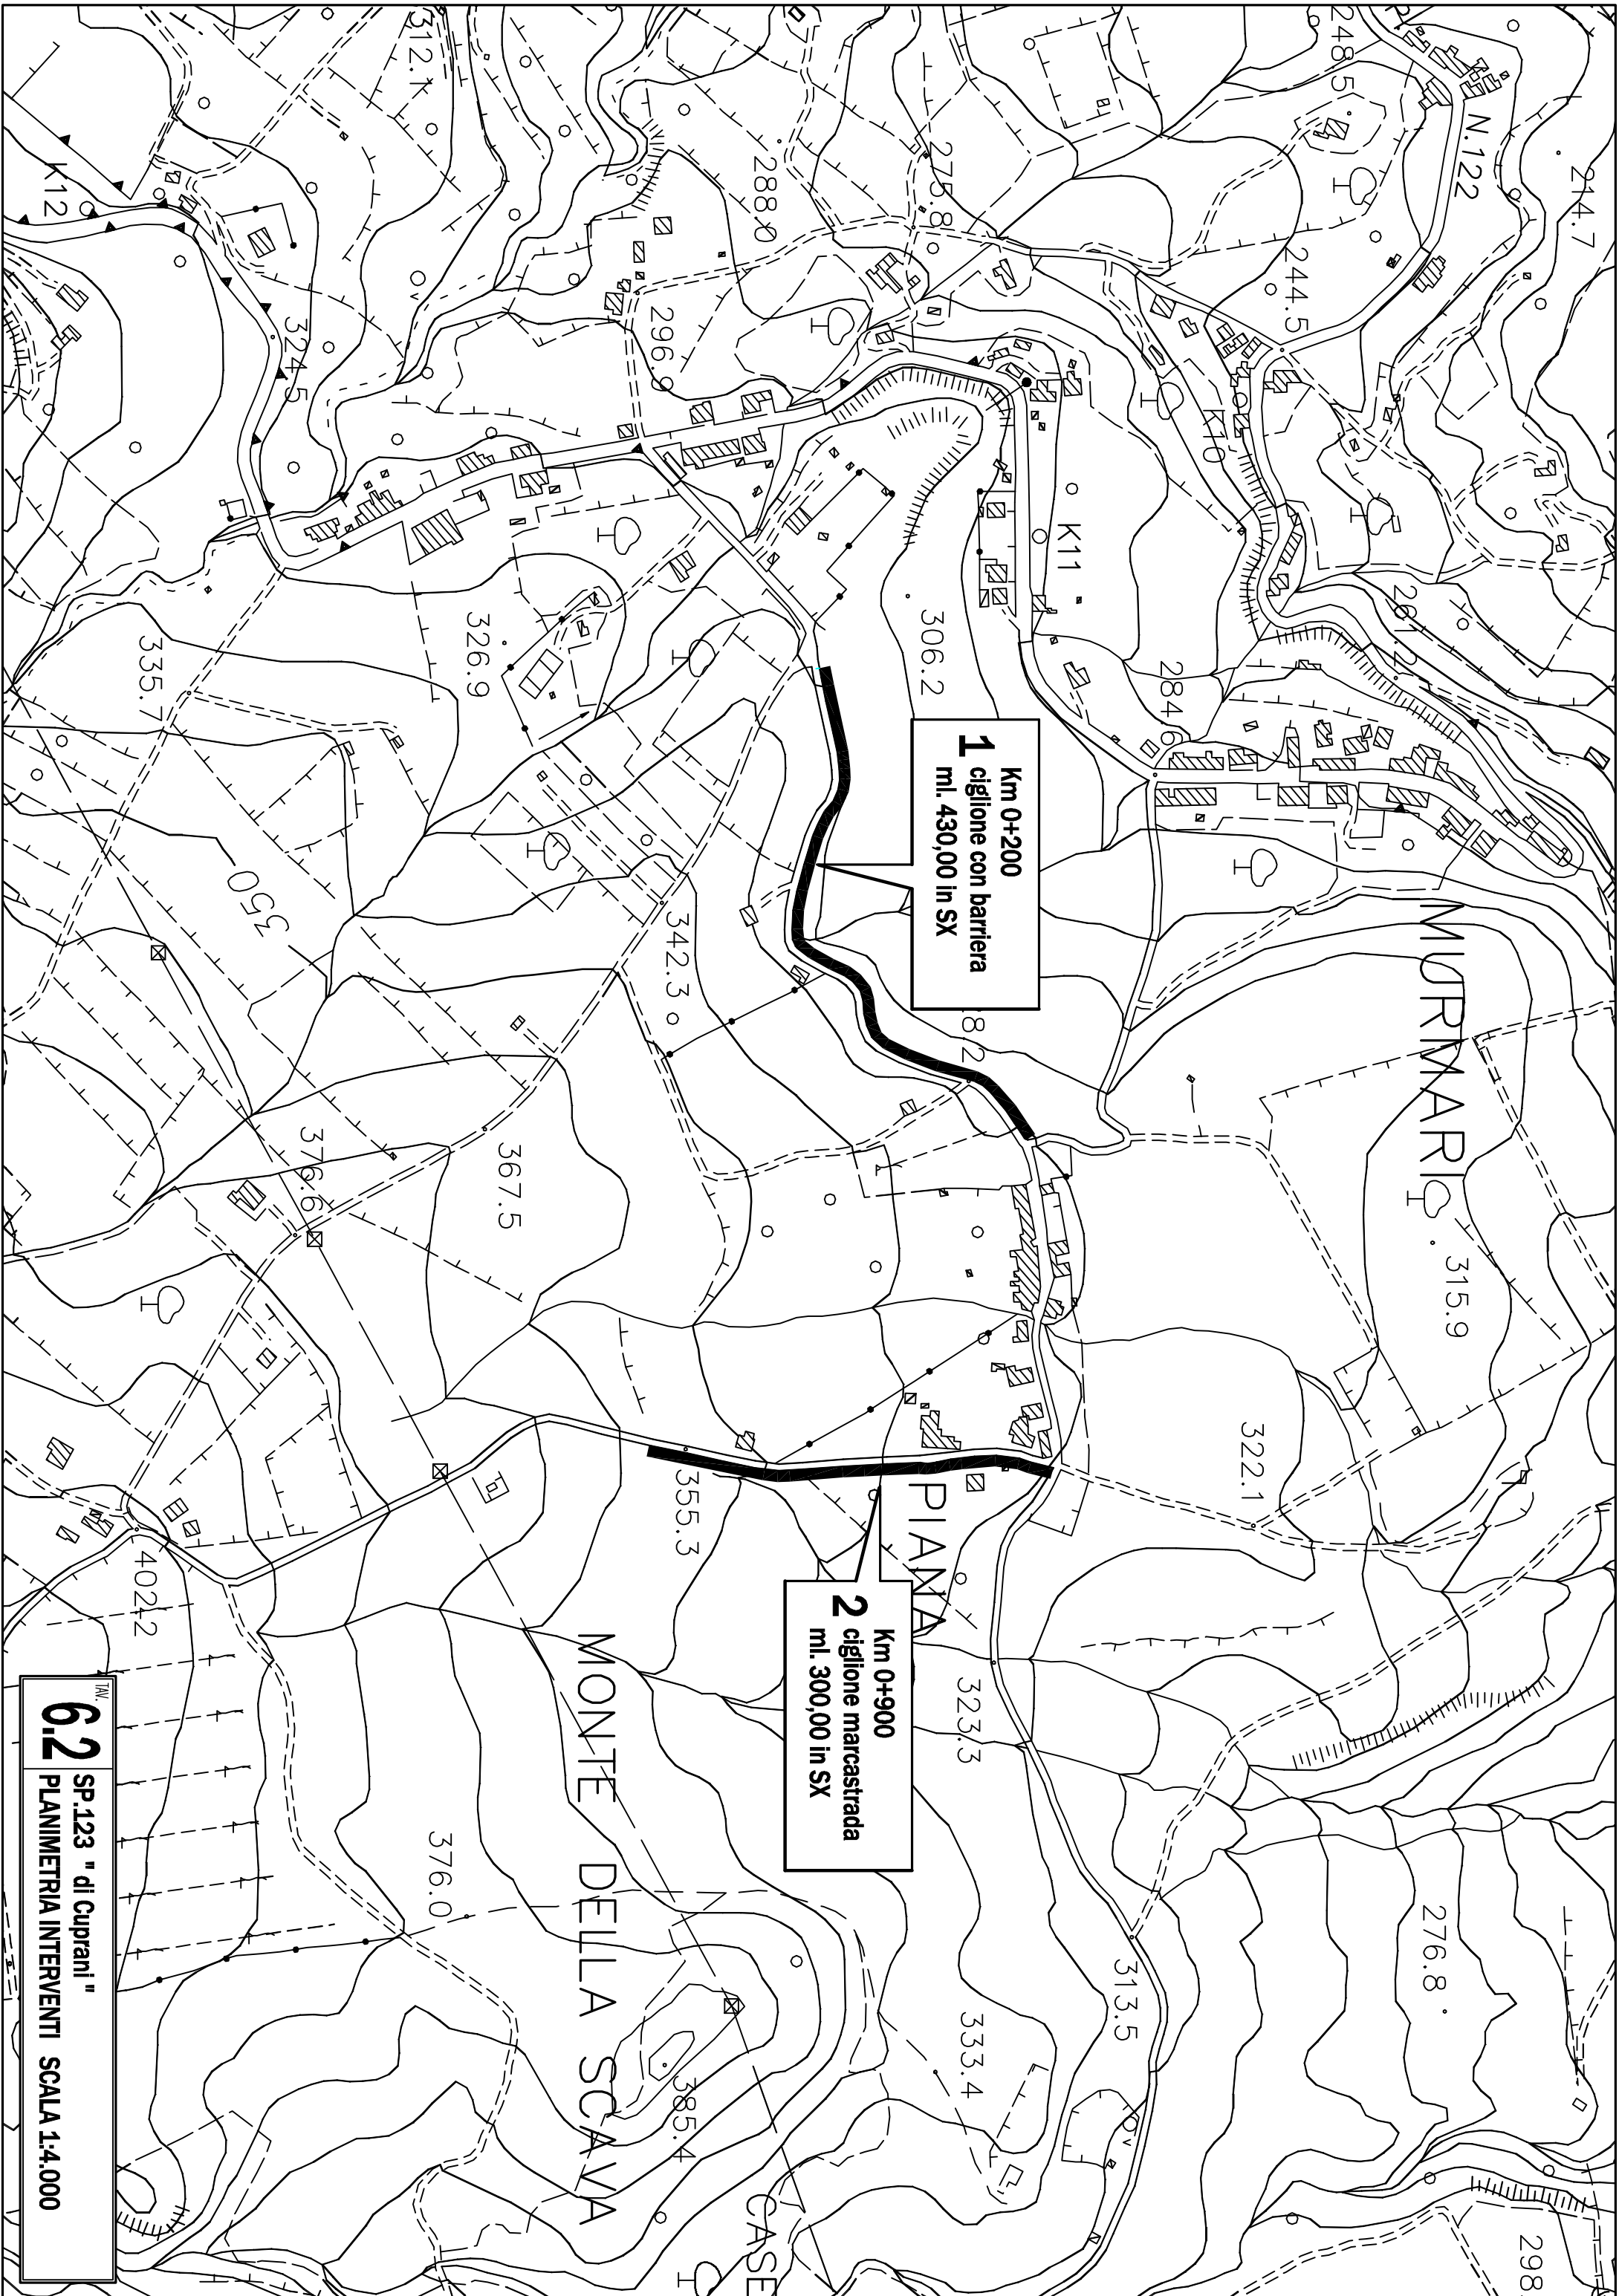 214.7
N.122
248.5
244.5
275.8
288.0
312.1
K12
324.5
296.9
K10
K11
261.2
284.6
306.2
326.9
335.7
Km 0+200
1 ciglione con barriera
ml. 430,00 in SX
MURMARI
315.9
8.2
342.3
350
367.5
376.6
322.1
PIANA
355.3
402.2
Km 0+900
2 ciglione marcastrada
ml. 300,00 in SX
323.3
MONTE DELLA SCAVA
376.0
276.8
313.5
333.4
385.4
298
CASE
TAV.
6.2
SP.123 " di Cuprani "
PLANIMETRIA INTERVENTI SCALA 1:4.000